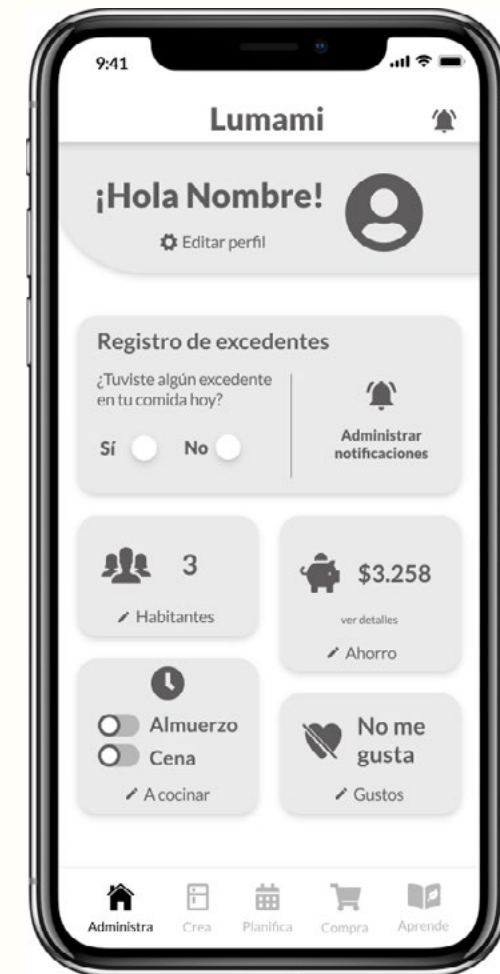 9:41
Lumami
¡Hola Nombre!
Editar perfil
Registro de excedentes
¿Tuviste algún excedente
en tu comida hoy?
Sí
No
Administrar
notificaciones
3
Habitantes
$3.258
ver detalles
Ahorro
Almuerzo
Cena
A cocinar
No me
gusta
Gustos
Administra
Crea
Planifica
Compra
Aprende